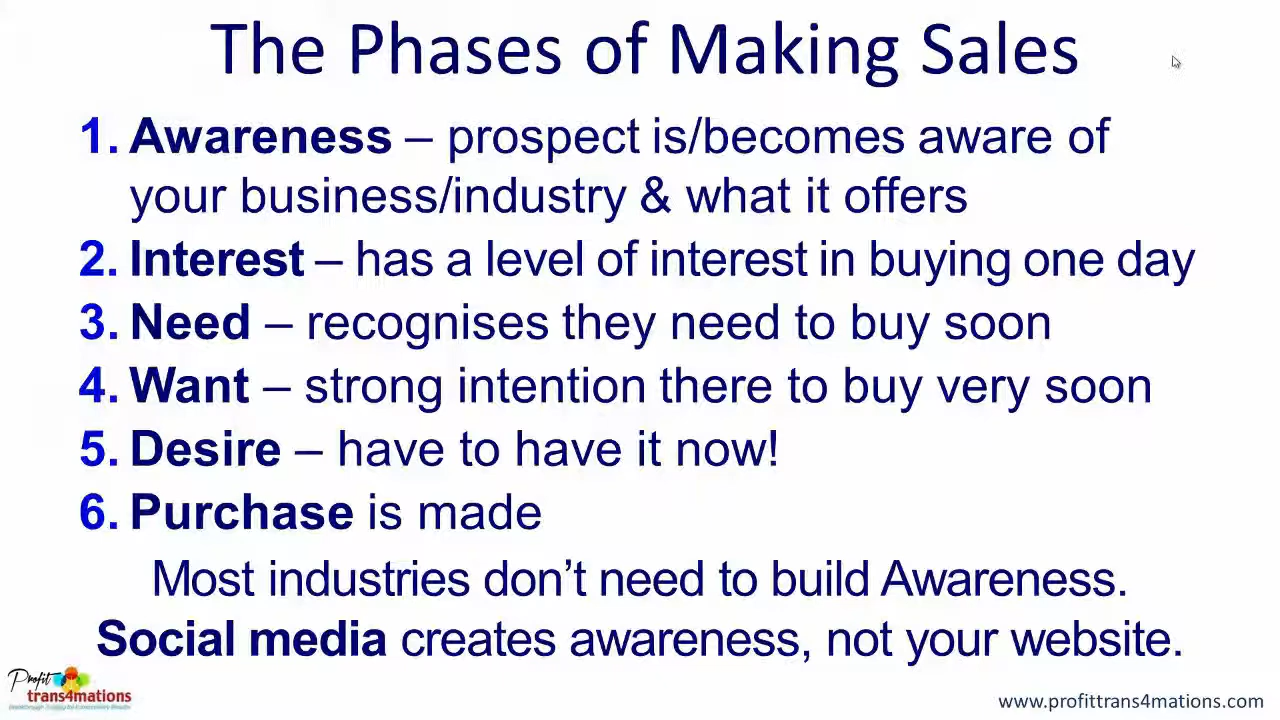 The Phases of Making Sales
1. Awareness – prospect is/becomes aware of
your business/industry & what it offers
2. Interest – has a level of interest in buying one day
3. Need – recognises they need to buy soon
4. Want – strong intention there to buy very soon
5. Desire – have to have it now!
6. Purchase is made
Most industries don’t need to build Awareness.
Social media creates awareness, not your website.
Profit
trans4mations
www.profittrans4mations.com